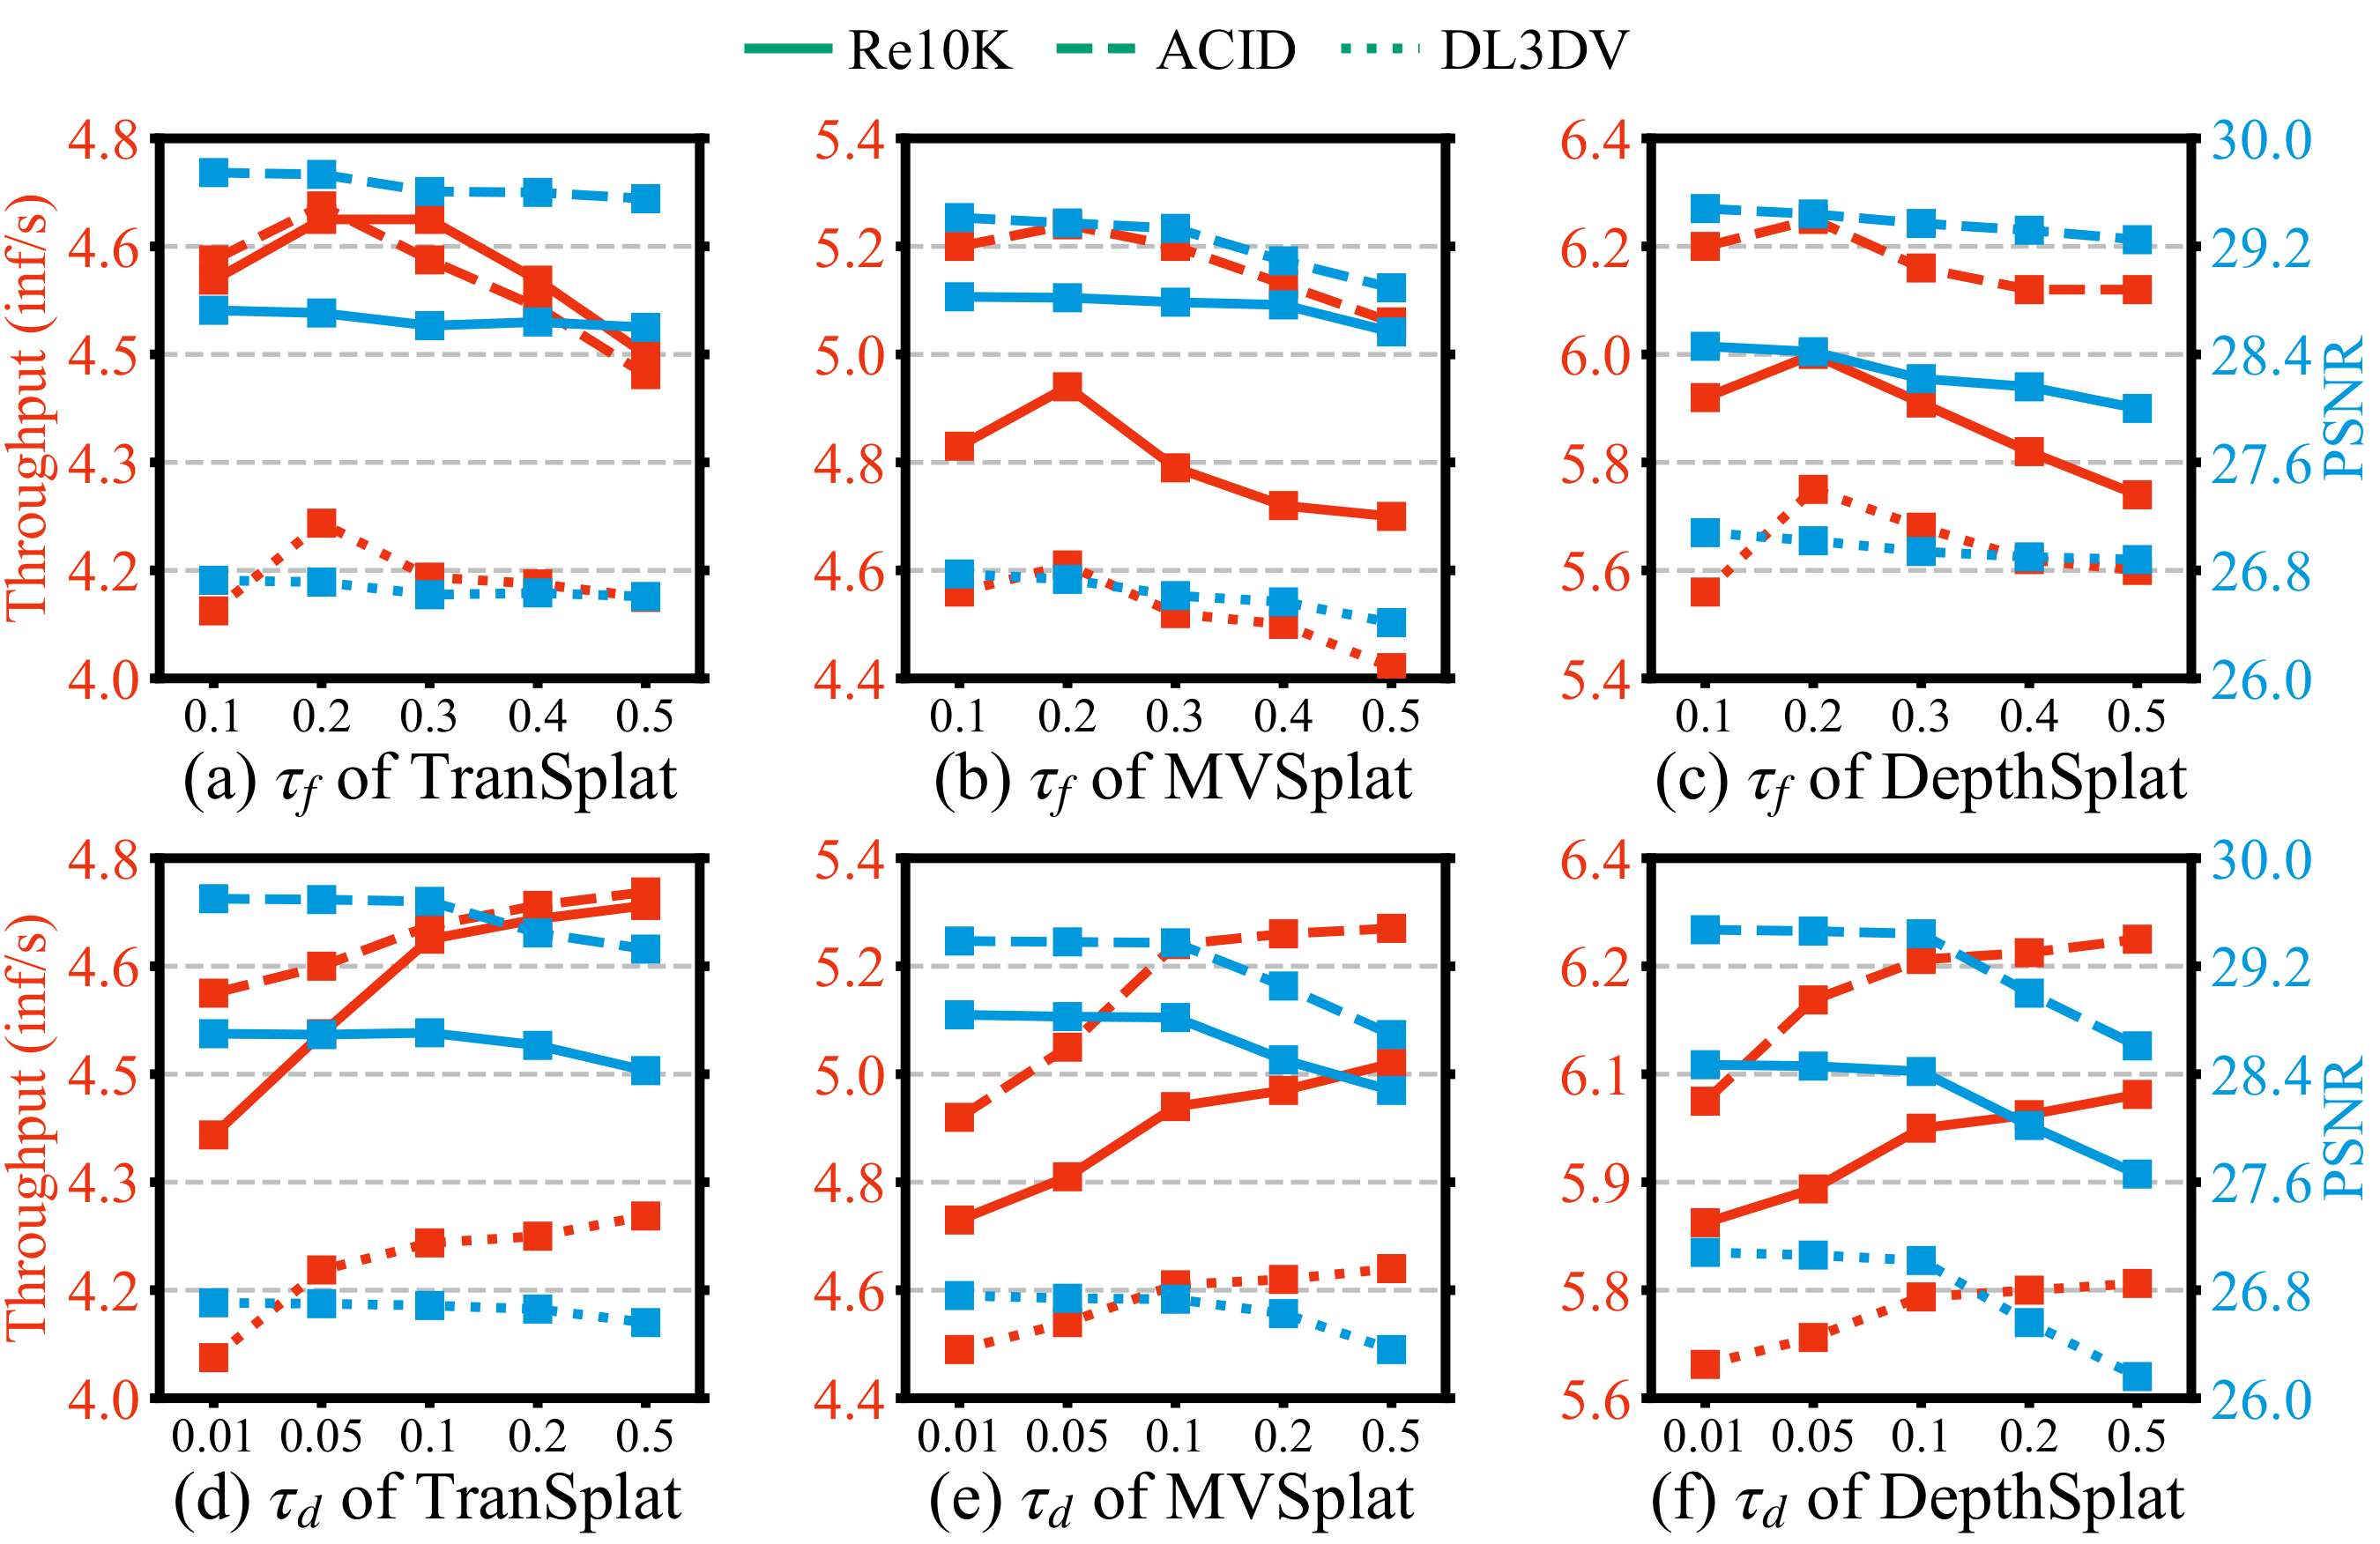 Re10K ACID DL3DV
4.8 5.4 6.4 30.0
4.6 5.2 6.2 29.2
4.5 5.0 6.0 28.4
4.3 4.8 5.8 27.6
4.2 4.6 5.6 26.8
4.0 4.4 5.4 26.0
Throughput (inf/s)
PSNR
0.1 0.2 0.3 0.4 0.5 0.1 0.2 0.3 0.4 0.5 0.1 0.2 0.3 0.4 0.5
(a) τf of TranSplat (b) τf of MVSplat (c) τf of DepthSplat
4.8 5.4 6.4 30.0
4.6 5.2 6.2 29.2
4.5 5.0 6.1 28.4
4.3 4.8 5.9 27.6
4.2 4.6 5.8 26.8
4.0 4.4 5.6 26.0
Throughput (inf/s)
PSNR
0.01 0.05 0.1 0.2 0.5 0.01 0.05 0.1 0.2 0.5 0.01 0.05 0.1 0.2 0.5
(d) τd of TranSplat (e) τd of MVSplat (f) τd of DepthSplat